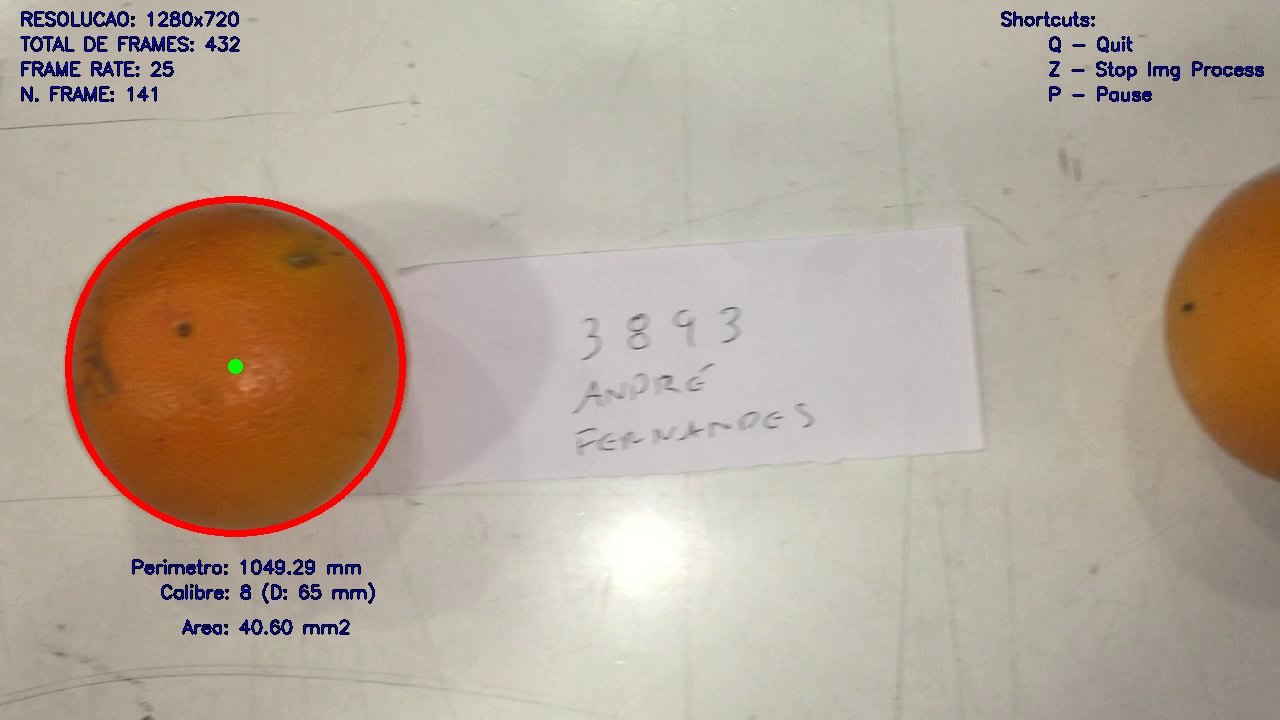 RESOLUCAO: 1280x720
TOTAL DE FRAMES: 432
FRAME RATE: 25
N. FRAME: 141
Shortcuts:
Q - Quit
Z - Stop Img Process
P - Pause
3893
ANDRÉ
FERNANDES
Perimetro: 1049.29 mm
Calibre: 8 (D: 65 mm)
Area: 40.60 mm2